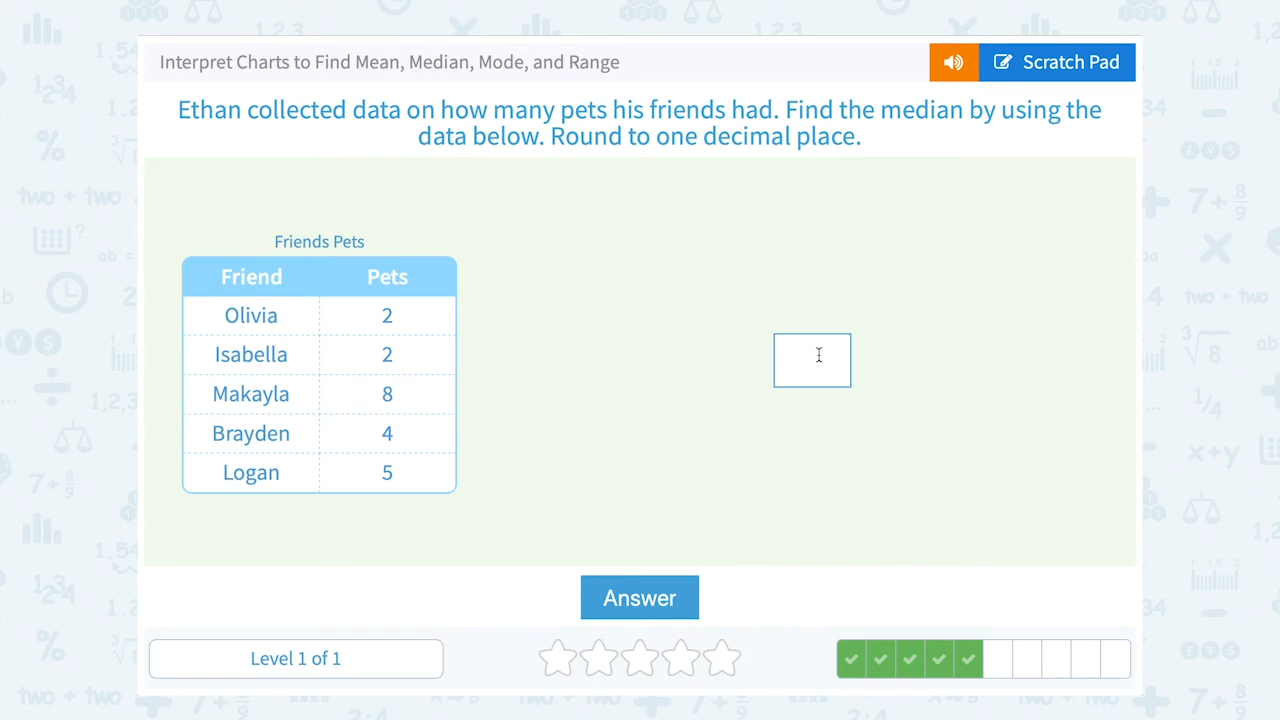 Interpret Charts to Find Mean, Median, Mode, and Range
Scratch Pad
Ethan collected data on how many pets his friends had. Find the median by using the
data below. Round to one decimal place.
Friends Pets
Friend Pets
Olivia 2
Isabella 2
Makayla 8
Brayden 4
Logan 5
Answer
Level 1 of 1